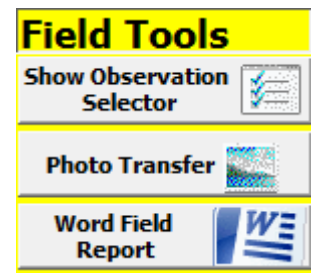 Field Tools
Show Observation
Selector
Photo Transfer
Word Field
Report
W